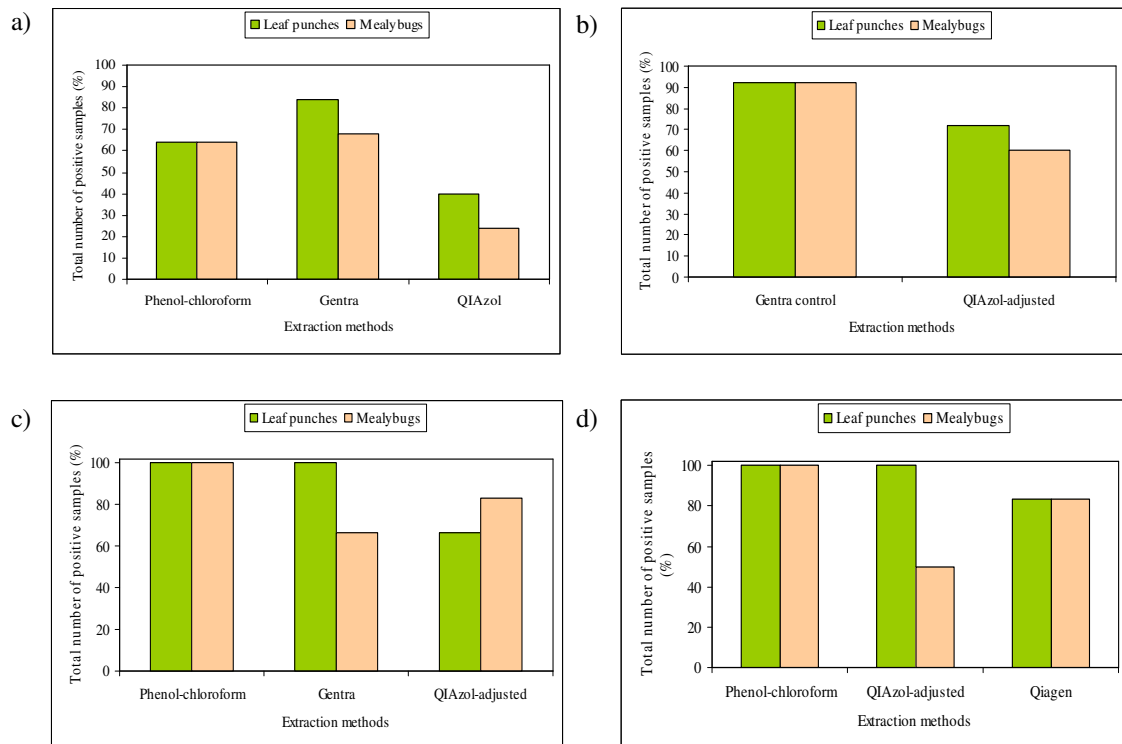 a)
Leaf punches Mealybugs
Total number of positive samples (%)
100
90
80
70
60
50
40
30
20
10
0
Phenol-chloroform Gentra QIAzol
Extraction methods
b)
Leaf punches Mealybugs
Total number of positive samples (%)
100
90
80
70
60
50
40
30
20
10
0
Gentra control QIAzol-adjusted
Extraction methods
c)
Leaf punches Mealybugs
Total number of positive samples (%)
100
80
60
40
20
0
Phenol-chloroform Gentra QIAzol-adjusted
Extraction methods
d)
Leaf punches Mealybugs
Total number of positive samples
(%)
100
80
60
40
20
0
Phenol-chloroform QIAzol-adjusted Qiagen
Extraction methods